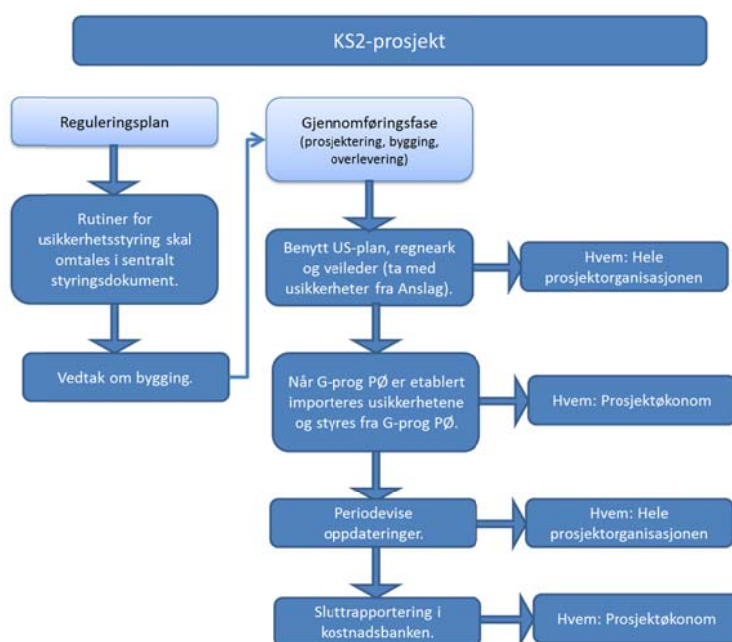 KS2-prosjekt
Reguleringsplan
Rutiner for
usikkerhetsstyring skal
omtales i sentralt
styringsdokument.
Vedtak om bygging.
Gjennomføringsfase
(prosjektering, bygging,
overlevering)
Benytt US-plan, regneark
og veileder (ta med
usikkerheter fra Anslag).
Hvem: Hele
prosjektorganisasjonen
Når G-prog PØ er etablert
importeres usikkerhetene
og styres fra G-prog PØ.
Hvem: Prosjektøkonom
Periodevise
oppdateringer.
Hvem: Hele
prosjektorganisasjonen
Sluttrapportering i
kostnadsbanken.
Hvem: Prosjektøkonom